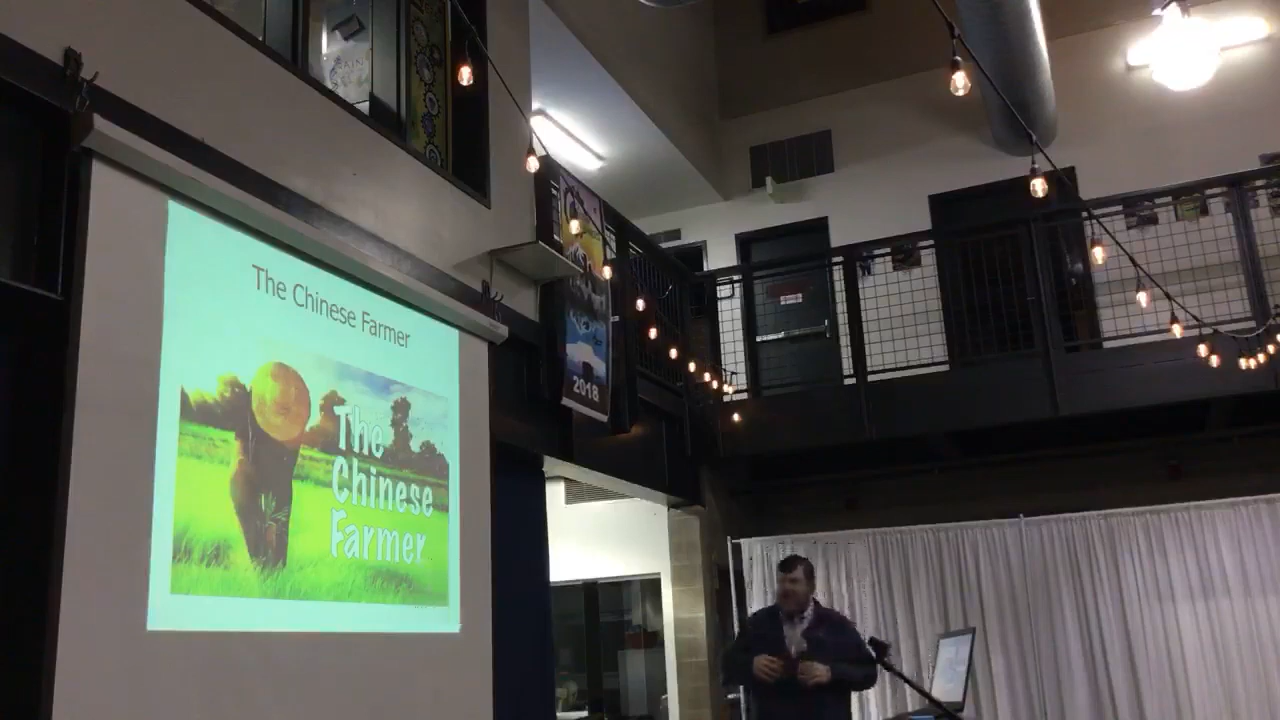 The Chinese Farmer
The
Chinese
Farmer
2018